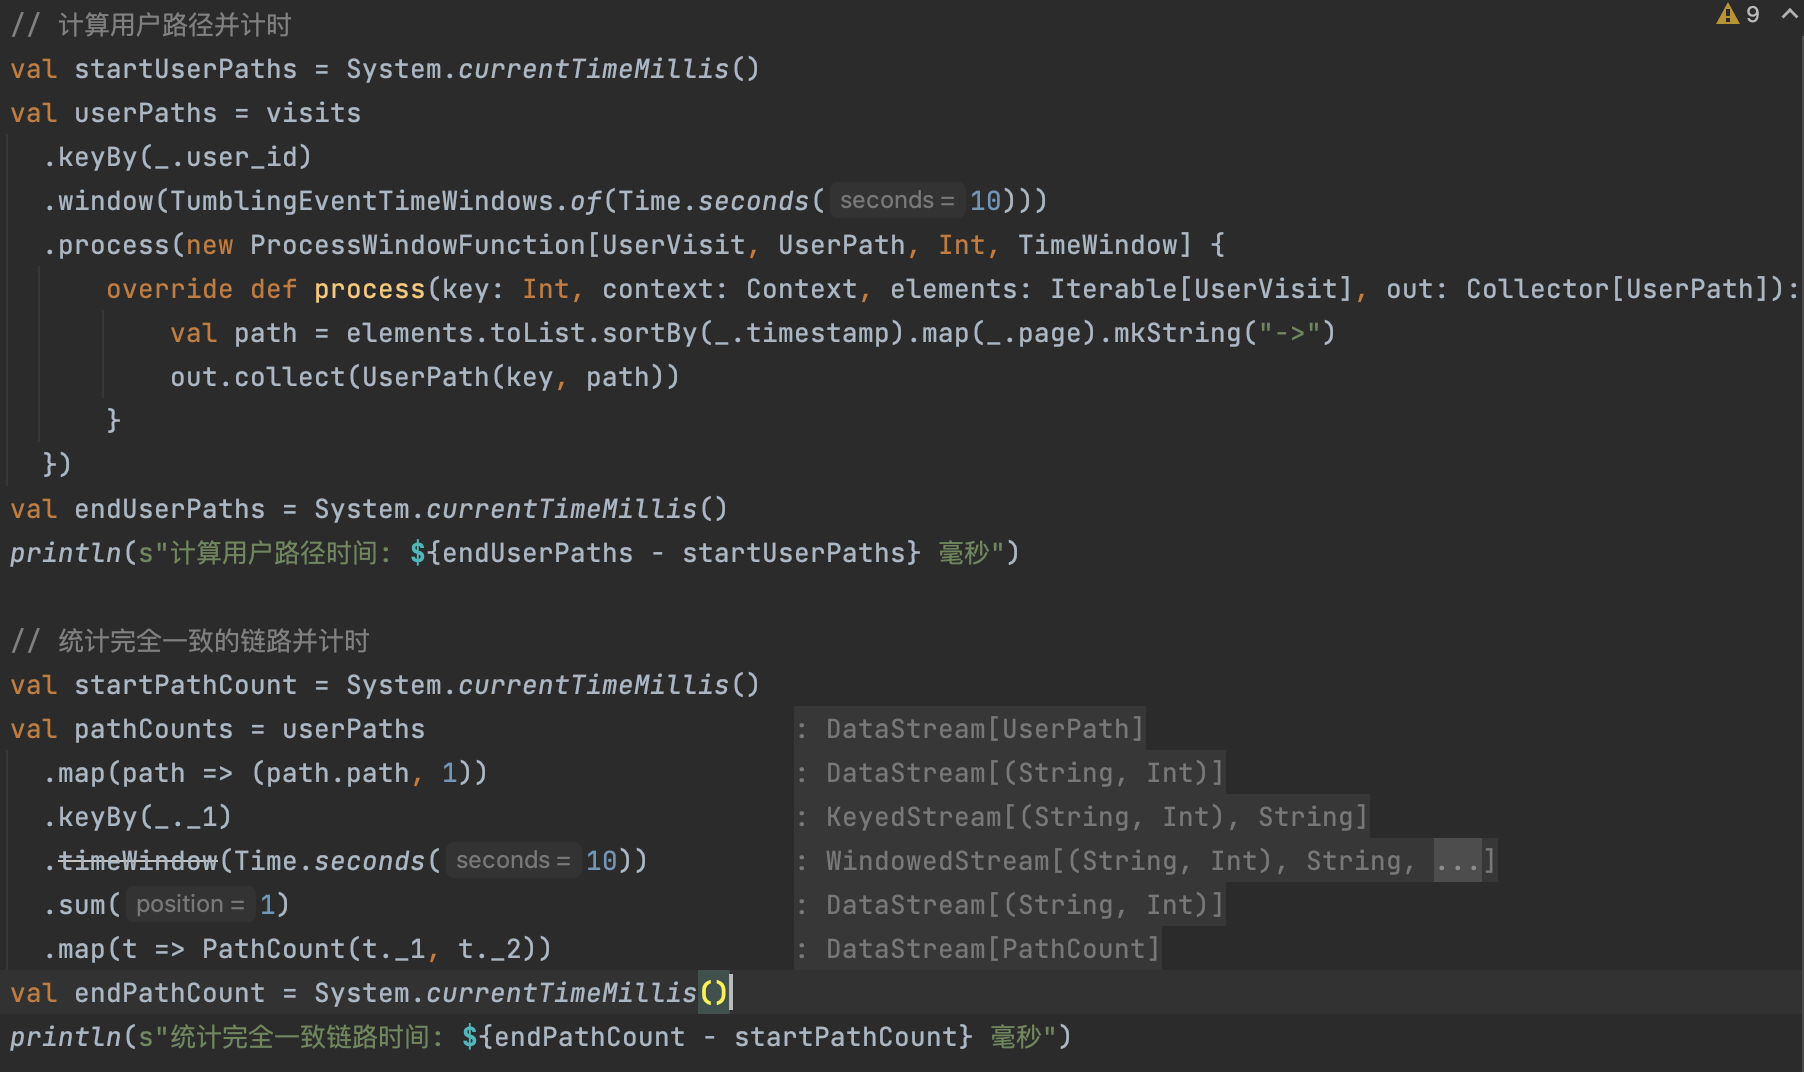 // 计算用户路径并计时
9
val startUserPaths = System.currentTimeMillis()
val userPaths = visits
.keyBy(_.user_id)
.window(TumblingEventTimeWindows.of(Time.seconds( seconds = 10)))
.process(new ProcessWindowFunction[UserVisit, UserPath, Int, TimeWindow] {
override def process(key: Int, context: Context, elements: Iterable[UserVisit], out: Collector[UserPath]):
val path = elements.toList.sortBy(_.timestamp).map(_.page).mkString("->")
out.collect(UserPath(key, path))
}
})
val endUserPaths = System.currentTimeMillis()
println(s"计算用户路径时间: ${endUserPaths - startUserPaths} 毫秒")
// 统计完全一致的链路并计时
val startPathCount = System.currentTimeMillis()
val pathCounts = userPaths : DataStream[UserPath]
.map(path => (path.path, 1)) : DataStream[(String, Int)]
.keyBy(_._1) : KeyedStream[(String, Int), String]
.timeWindow(Time.seconds( seconds = 10)) : WindowedStream[(String, Int), String, ...]
.sum( position = 1) : DataStream[(String, Int)]
.map(t => PathCount(t._1, t._2)) : DataStream[PathCount]
val endPathCount = System.currentTimeMillis()
println(s"统计完全一致链路时间: ${endPathCount - startPathCount} 毫秒")